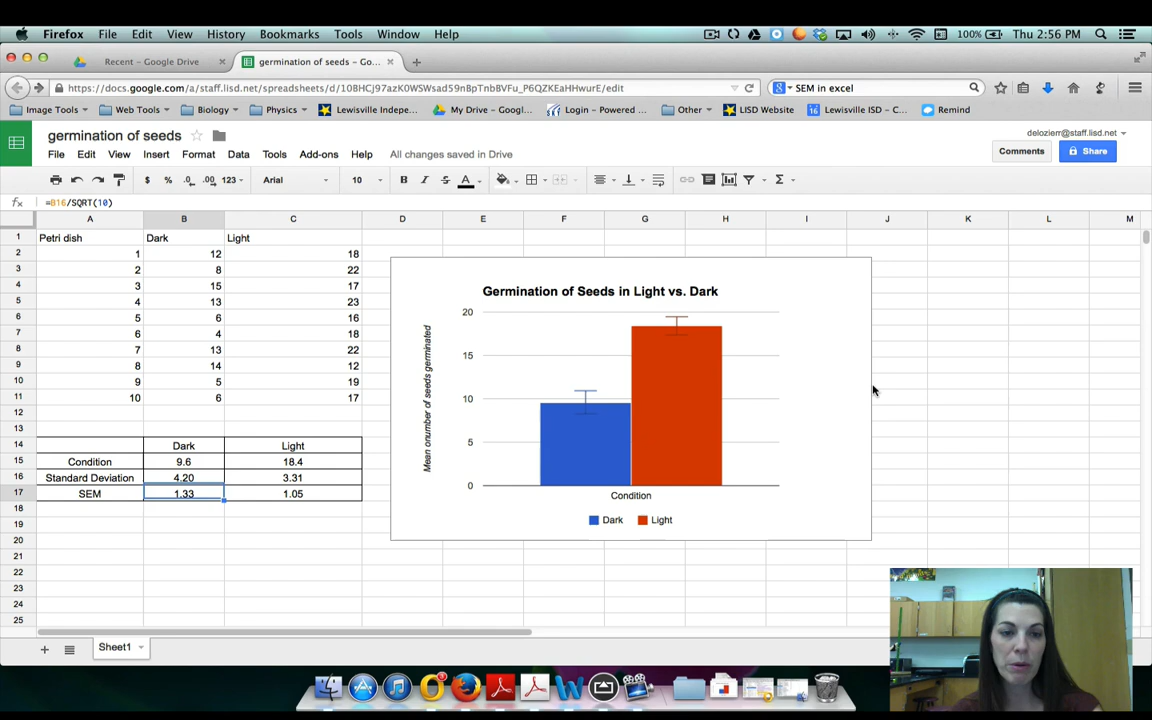 Firefox File Edit View History Bookmarks Tools Window Help 100% Thu 2:56 PM
Recent – Google Drive germination of seeds – Go...
https://docs.google.com/a/staff.lisd.net/spreadsheets/d/ /edit SEM in excel
Image Tools Web Tools Biology Physics Lewisville Indepe... My Drive – Googl... Login – Powered ... Other LISD Website 16 Lewisville ISD – C... Remind
germination of seeds delozierr@staff.lisd.net
File Edit View Insert Format Data Tools Add-ons Help All changes saved in Drive Comments Share
$ % .0 .00 123 Arial 10 B I S A Σ
fx =B16/SQRT(10)
A B C D E F G H I J K L M
1 Petri dish Dark Light
2 1 12 18
3 2 8 22
4 3 15 17
5 4 13 23
6 5 6 16
7 6 4 18
8 7 13 22
9 8 14 12
10 9 5 19
11 10 6 17
12
13
14 Dark Light
15 Condition 9.6 18.4
16 Standard Deviation 4.20 3.31
17 SEM 1.33 1.05
18
19
20
21
22
23
24
25
Germination of Seeds in Light vs. Dark
Mean onumber of seeds germinated
20
15
10
5
0
Condition
Dark Light
Sheet1
3